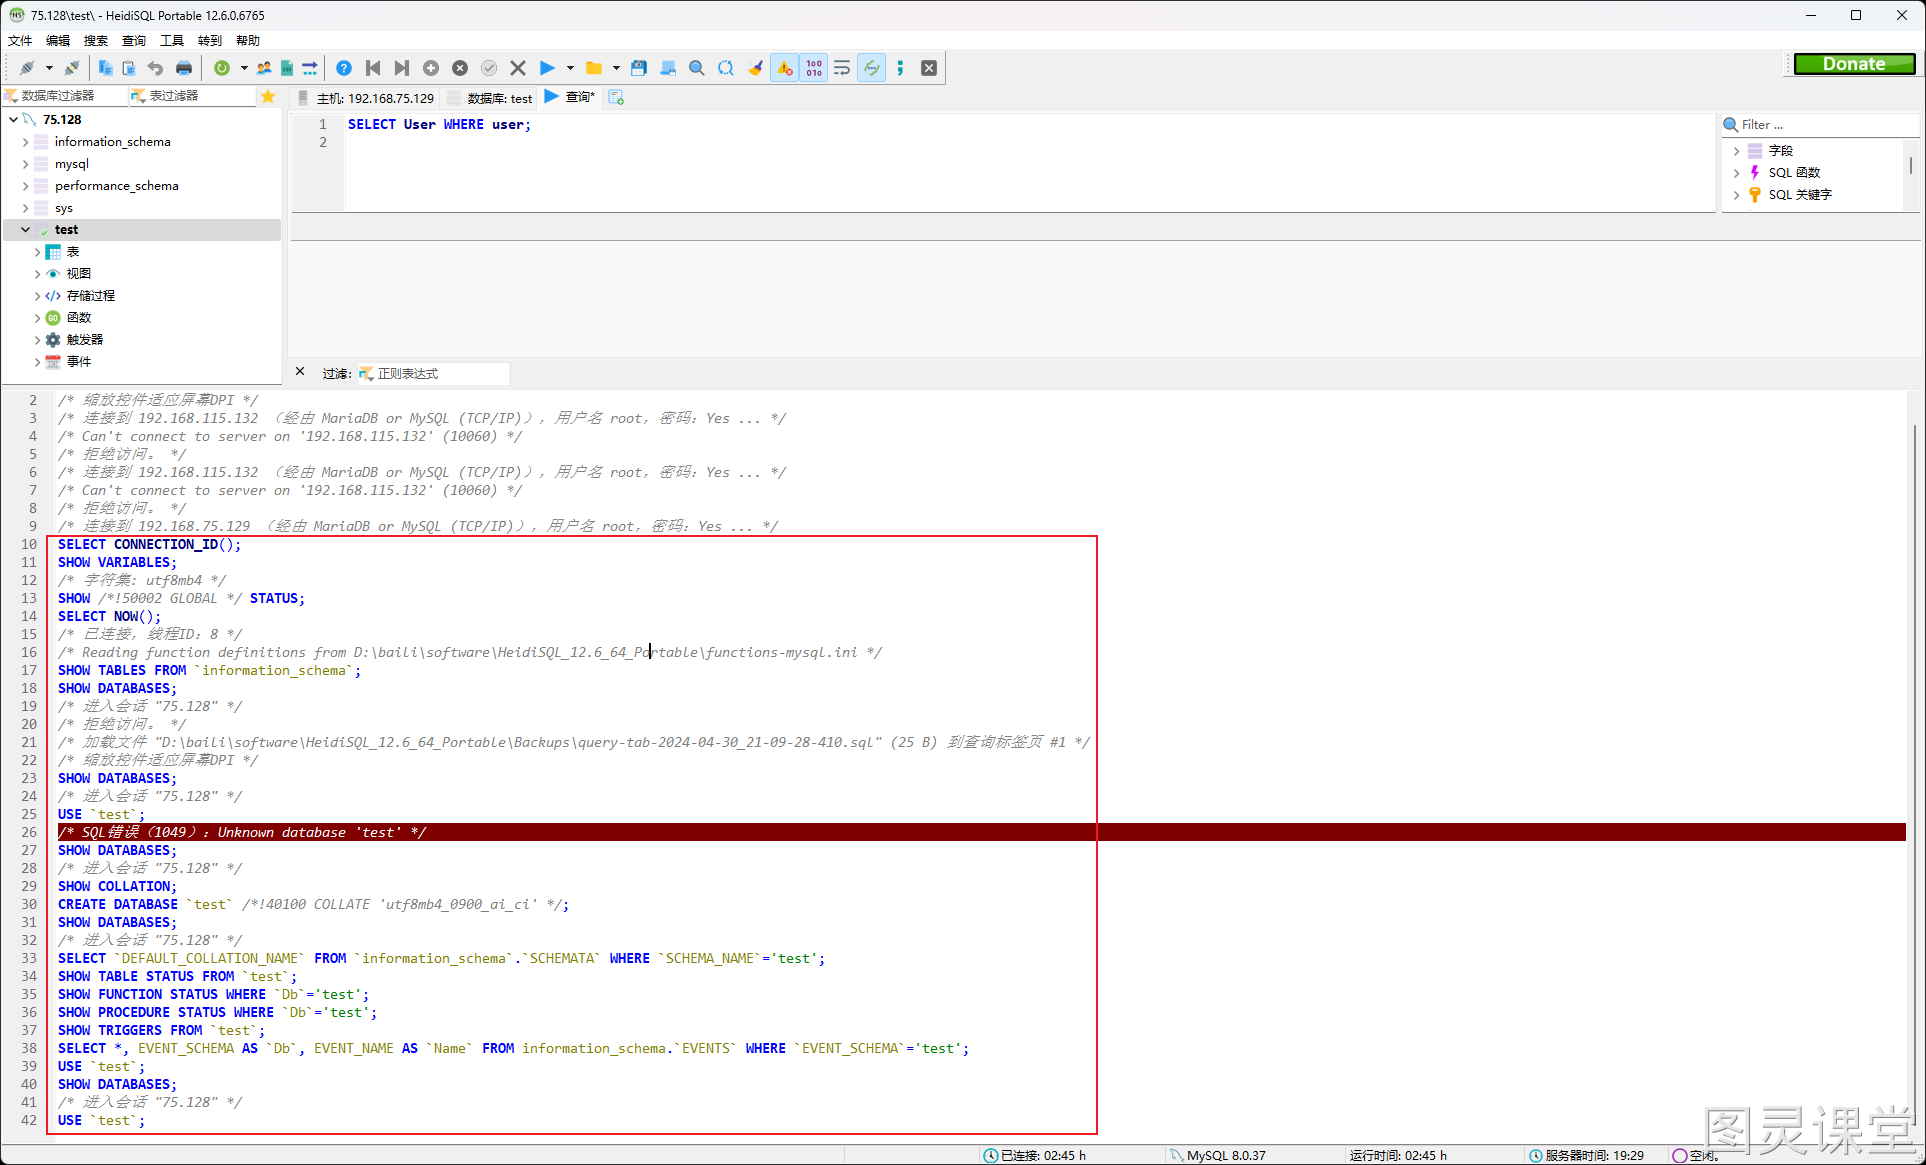 75.128\test\ - HeidiSQL Portable 12.6.0.6765
文件 编辑 搜索 查询 工具 转到 帮助
Donate
数据库过滤器 表过滤器
主机: 192.168.75.129 数据库: test 查询*
75.128
information_schema
mysql
performance_schema
sys
test
表
视图
存储过程
函数
触发器
事件
1 SELECT User WHERE user;
2
Filter ...
字段
SQL 函数
SQL 关键字
过滤: 正则表达式
2 /* 缩放控件适应屏幕DPI */
3 /* 连接到 192.168.115.132 （经由 MariaDB or MySQL (TCP/IP)），用户名 root，密码：Yes ... */
4 /* Can't connect to server on '192.168.115.132' (10060) */
5 /* 拒绝访问。 */
6 /* 连接到 192.168.115.132 （经由 MariaDB or MySQL (TCP/IP)），用户名 root，密码：Yes ... */
7 /* Can't connect to server on '192.168.115.132' (10060) */
8 /* 拒绝访问。 */
9 /* 连接到 192.168.75.129 （经由 MariaDB or MySQL (TCP/IP)），用户名 root，密码：Yes ... */
10 SELECT CONNECTION_ID();
11 SHOW VARIABLES;
12 /* 字符集: utf8mb4 */
13 SHOW /*!50002 GLOBAL */ STATUS;
14 SELECT NOW();
15 /* 已连接，线程ID：8 */
16 /* Reading function definitions from D:\baili\software\HeidiSQL_12.6_64_Portable\functions-mysql.ini */
17 SHOW TABLES FROM `information_schema`;
18 SHOW DATABASES;
19 /* 进入会话 "75.128" */
20 /* 拒绝访问。 */
21 /* 加载文件 "D:\baili\software\HeidiSQL_12.6_64_Portable\Backups\query-tab-2024-04-30_21-09-28-410.sql" (25 B) 到查询标签页 #1 */
22 /* 缩放控件适应屏幕DPI */
23 SHOW DATABASES;
24 /* 进入会话 "75.128" */
25 USE `test`;
26 /* SQL错误（1049）：Unknown database 'test' */
27 SHOW DATABASES;
28 /* 进入会话 "75.128" */
29 SHOW COLLATION;
30 CREATE DATABASE `test` /*!40100 COLLATE 'utf8mb4_0900_ai_ci' */;
31 SHOW DATABASES;
32 /* 进入会话 "75.128" */
33 SELECT `DEFAULT_COLLATION_NAME` FROM `information_schema`.`SCHEMATA` WHERE `SCHEMA_NAME`='test';
34 SHOW TABLE STATUS FROM `test`;
35 SHOW FUNCTION STATUS WHERE `Db`='test';
36 SHOW PROCEDURE STATUS WHERE `Db`='test';
37 SHOW TRIGGERS FROM `test`;
38 SELECT *, EVENT_SCHEMA AS `Db`, EVENT_NAME AS `Name` FROM information_schema.`EVENTS` WHERE `EVENT_SCHEMA`='test';
39 USE `test`;
40 SHOW DATABASES;
41 /* 进入会话 "75.128" */
42 USE `test`;
图灵课堂
已连接: 02:45 h MySQL 8.0.37 运行时间: 02:45 h 服务器时间: 19:29 空闲。